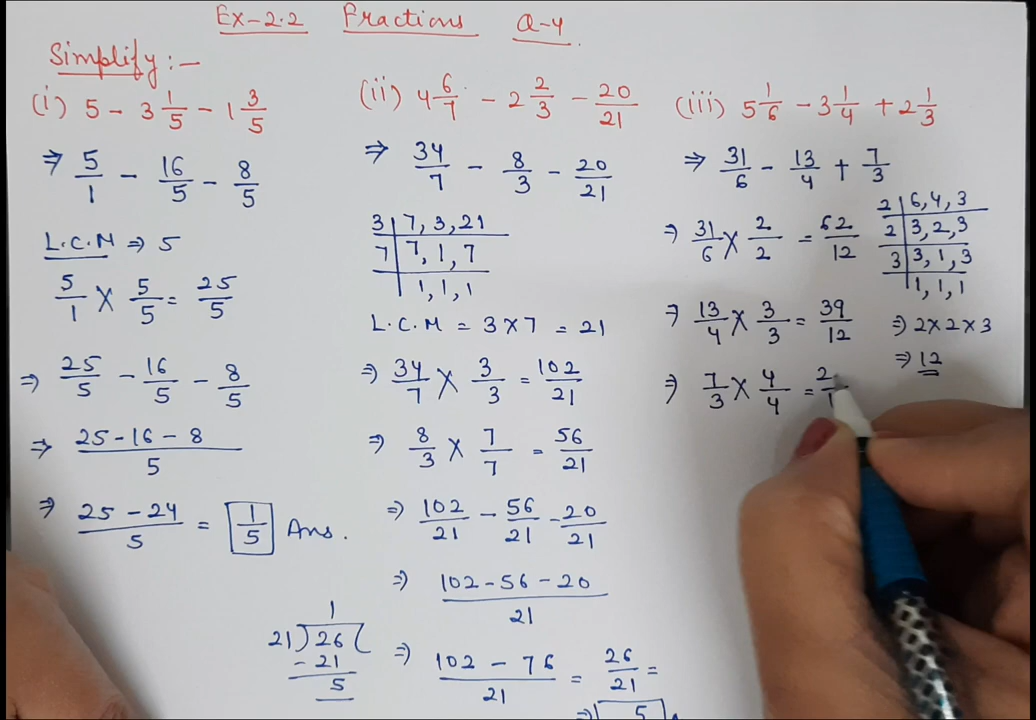 Ex-2.2 Fractions Q-4
Simplify:-
(i) 5 - 3 1/5 - 1 3/5
⇒ 5/1 - 16/5 - 8/5
L.C.M ⇒ 5
5/1 × 5/5 = 25/5
⇒ 25/5 - 16/5 - 8/5
⇒ 25-16-8/5
⇒ 25-24/5 = 1/5 Ans.
(ii) 4 6/7 - 2 2/3 - 20/21
⇒ 34/7 - 8/3 - 20/21
3 | 7, 3, 21
7 | 7, 1, 7
| 1, 1, 1
L.C.M = 3×7 = 21
⇒ 34/7 × 3/3 = 102/21
⇒ 8/3 × 7/7 = 56/21
⇒ 102/21 - 56/21 - 20/21
⇒ 102-56-20/21
⇒ 102-76/21 = 26/21 =
⇒ 5
1
21)26(
-21
5
(iii) 5 1/6 - 3 1/4 + 2 1/3
⇒ 31/6 - 13/4 + 7/3
⇒ 31/6 × 2/2 = 62/12
⇒ 13/4 × 3/3 = 39/12
⇒ 7/3 × 4/4 = 2/1
2 | 6, 4, 3
2 | 3, 2, 3
3 | 3, 1, 3
| 1, 1, 1
⇒ 2×2×3
⇒ 12